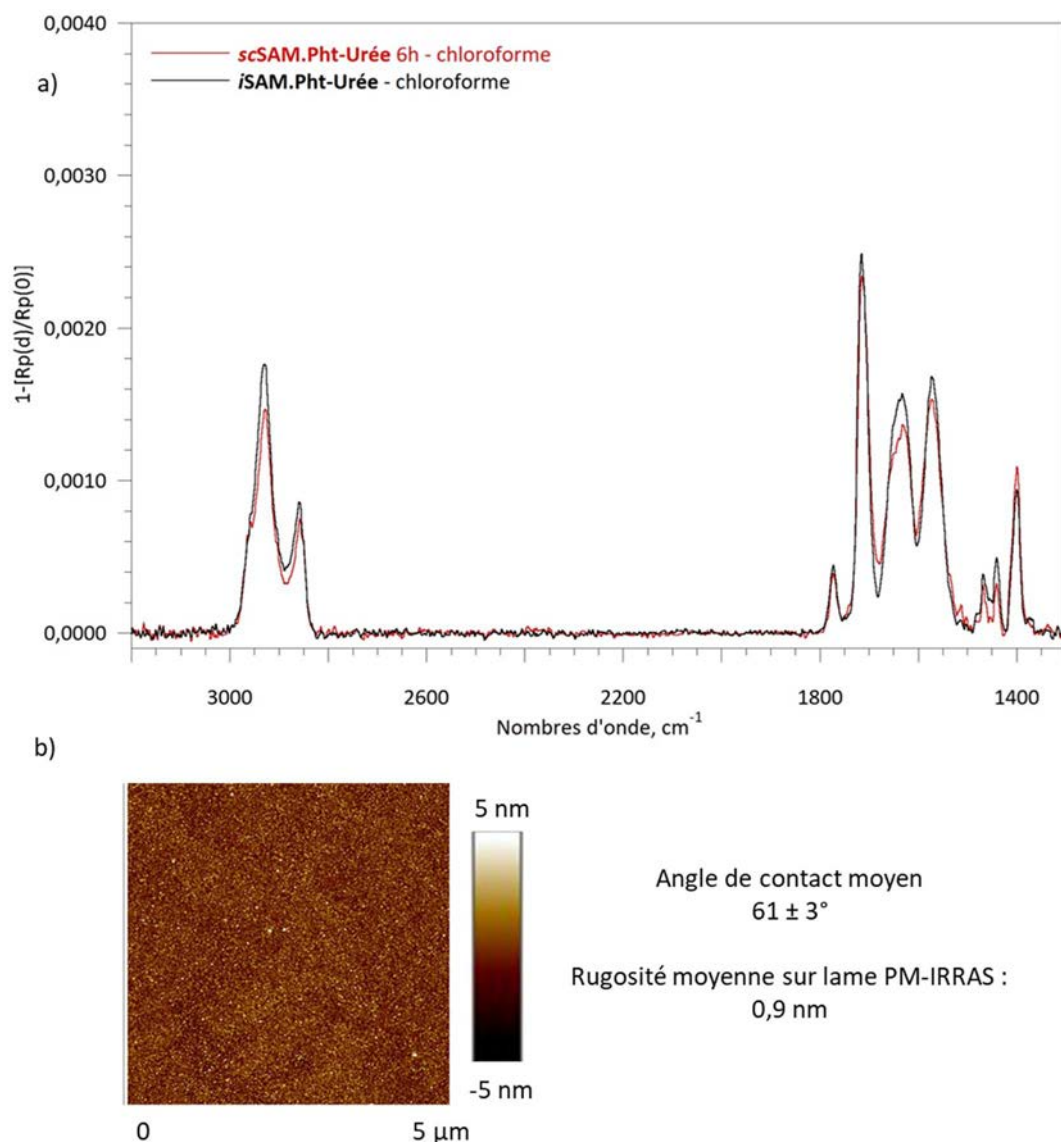 0,0040
scSAM.Pht-Urée 6h - chloroforme
a)
iSAM.Pht-Urée - chloroforme
0,0030
1-[Rp(d)/Rp(0)]
0,0020
0,0010
0,0000
3000 2600 2200 1800 1400
Nombres d'onde, cm-1
b)
5 nm
Angle de contact moyen
61 ± 3°
Rugosité moyenne sur lame PM-IRRAS :
0,9 nm
-5 nm
0 5 µm